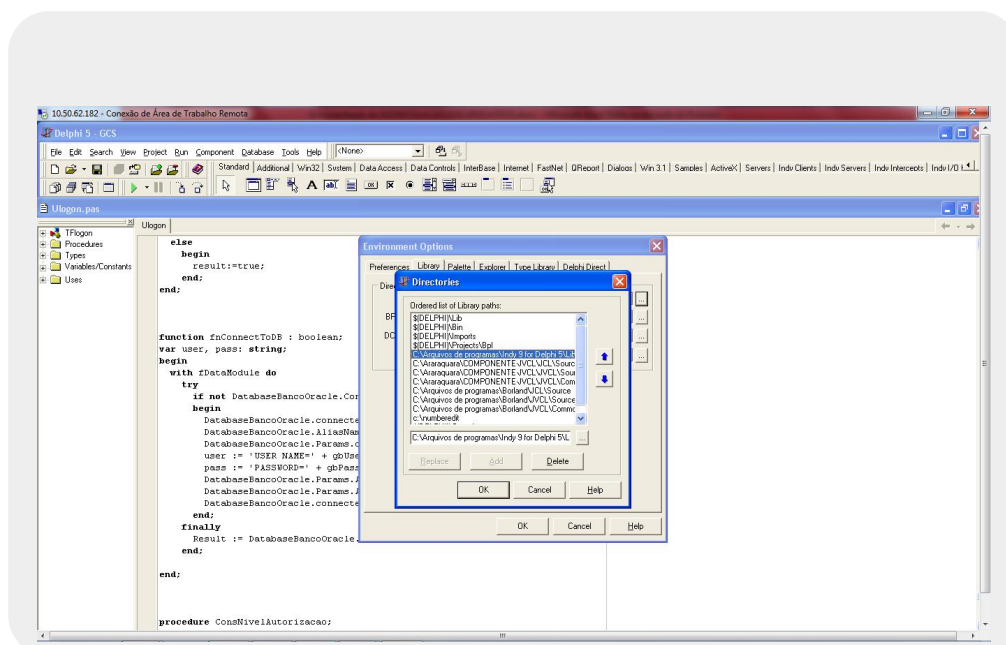 10.50.62.182 - Conexão de Área de Trabalho Remota
Delphi 5 - GCS
File Edit Search View Project Run Component Database Tools Help <None>
Standard Additional Win32 System Data Access Data Controls InterBase Internet FastNet QReport Dialogs Win 3.1 Samples ActiveX Servers Indy Clients Indy Servers Indy Intercepts Indy I/O
Ulogon.pas
TFlogon
Procedures
Types
Variables/Constants
Uses
Ulogon
else
begin
result:=true;
end;
end;
function fnConnectToDB : boolean;
var user, pass: string;
begin
with fDataModule do
try
if not DatabaseBancoOracle.Con
begin
DatabaseBancoOracle.connecte
DatabaseBancoOracle.AliasNam
DatabaseBancoOracle.Params.c
user := 'USER NAME=' + gbUse
pass := 'PASSWORD=' + gbPass
DatabaseBancoOracle.Params.A
DatabaseBancoOracle.Params.A
DatabaseBancoOracle.connecte
end;
finally
Result := DatabaseBancoOracle.
end;
end;
procedure ConsNivelAutorizacao;
Environment Options
Preferences Library Palette Explorer Type Library Delphi Direct
Direc
BP
DC
Directories
Ordered list of Library paths:
$(DELPHI)\Lib
$(DELPHI)\Bin
$(DELPHI)\Imports
$(DELPHI)\Projects\Bpl
C:\Arquivos de programas\Indy 9 for Delphi 5\Lib
C:\Araraquara\COMPONENTE-JVCL\JCL\Sourc
C:\Araraquara\COMPONENTE-JVCL\JVCL\Sour
C:\Araraquara\COMPONENTE-JVCL\JVCL\Com
C:\Arquivos de programas\Borland\JCL\Source
C:\Arquivos de programas\Borland\JVCL\Source
C:\Arquivos de programas\Borland\JVCL\Commo
c:\numberedit
C:\Arquivos de programas\Indy 9 for Delphi 5\L ...
Replace Add Delete
OK Cancel Help
OK Cancel Help